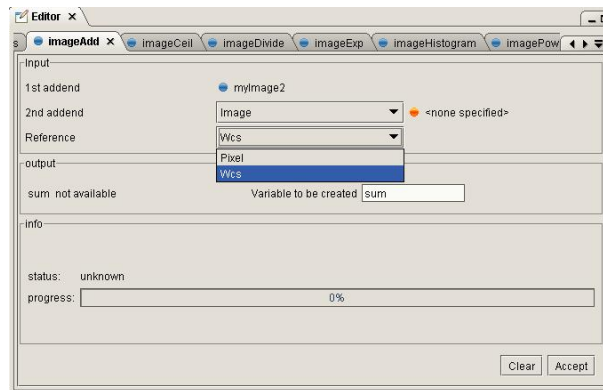 Editor
s imageAdd imageCeil imageDivide imageExp imageHistogram imagePow
Input
1st addend myImage2
2nd addend Image <none specified>
Reference Wcs
Pixel
Wcs
output
sum not available Variable to be created sum
info
status: unknown
progress: 0%
Clear Accept